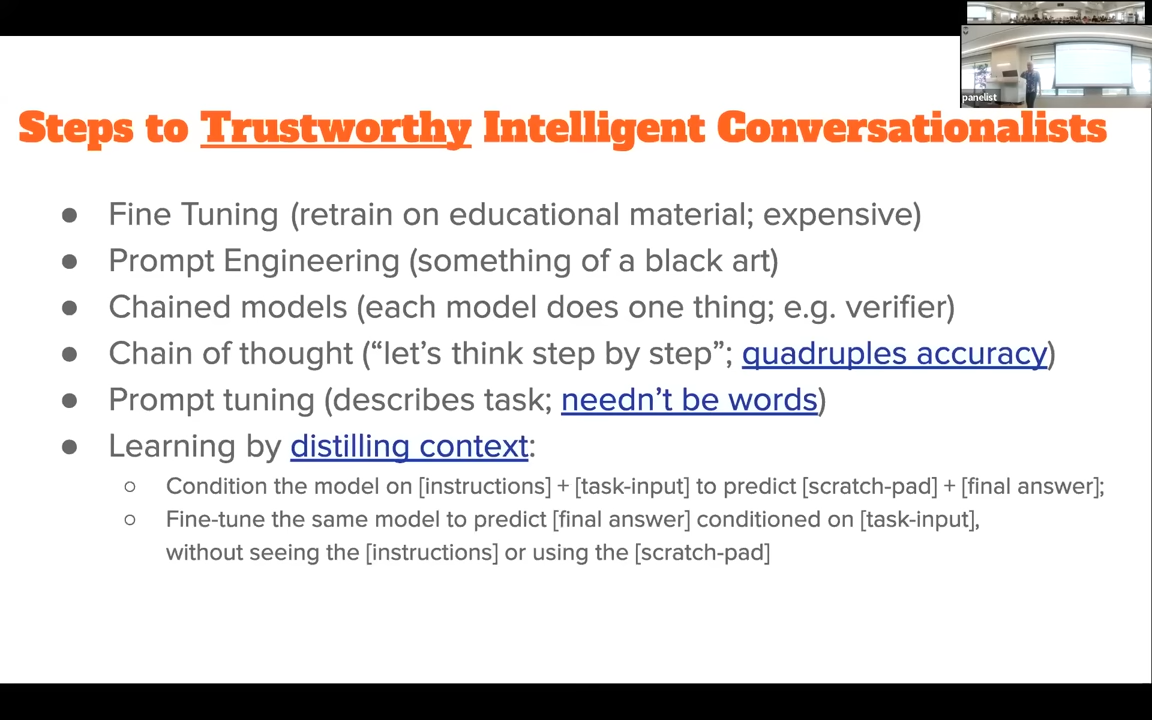 panelist
Steps to Trustworthy Intelligent Conversationalists
● Fine Tuning (retrain on educational material; expensive)
● Prompt Engineering (something of a black art)
● Chained models (each model does one thing; e.g. verifier)
● Chain of thought (“let’s think step by step”; quadruples accuracy)
● Prompt tuning (describes task; needn’t be words)
● Learning by distilling context:
○ Condition the model on [instructions] + [task-input] to predict [scratch-pad] + [final answer];
○ Fine-tune the same model to predict [final answer] conditioned on [task-input],
without seeing the [instructions] or using the [scratch-pad]